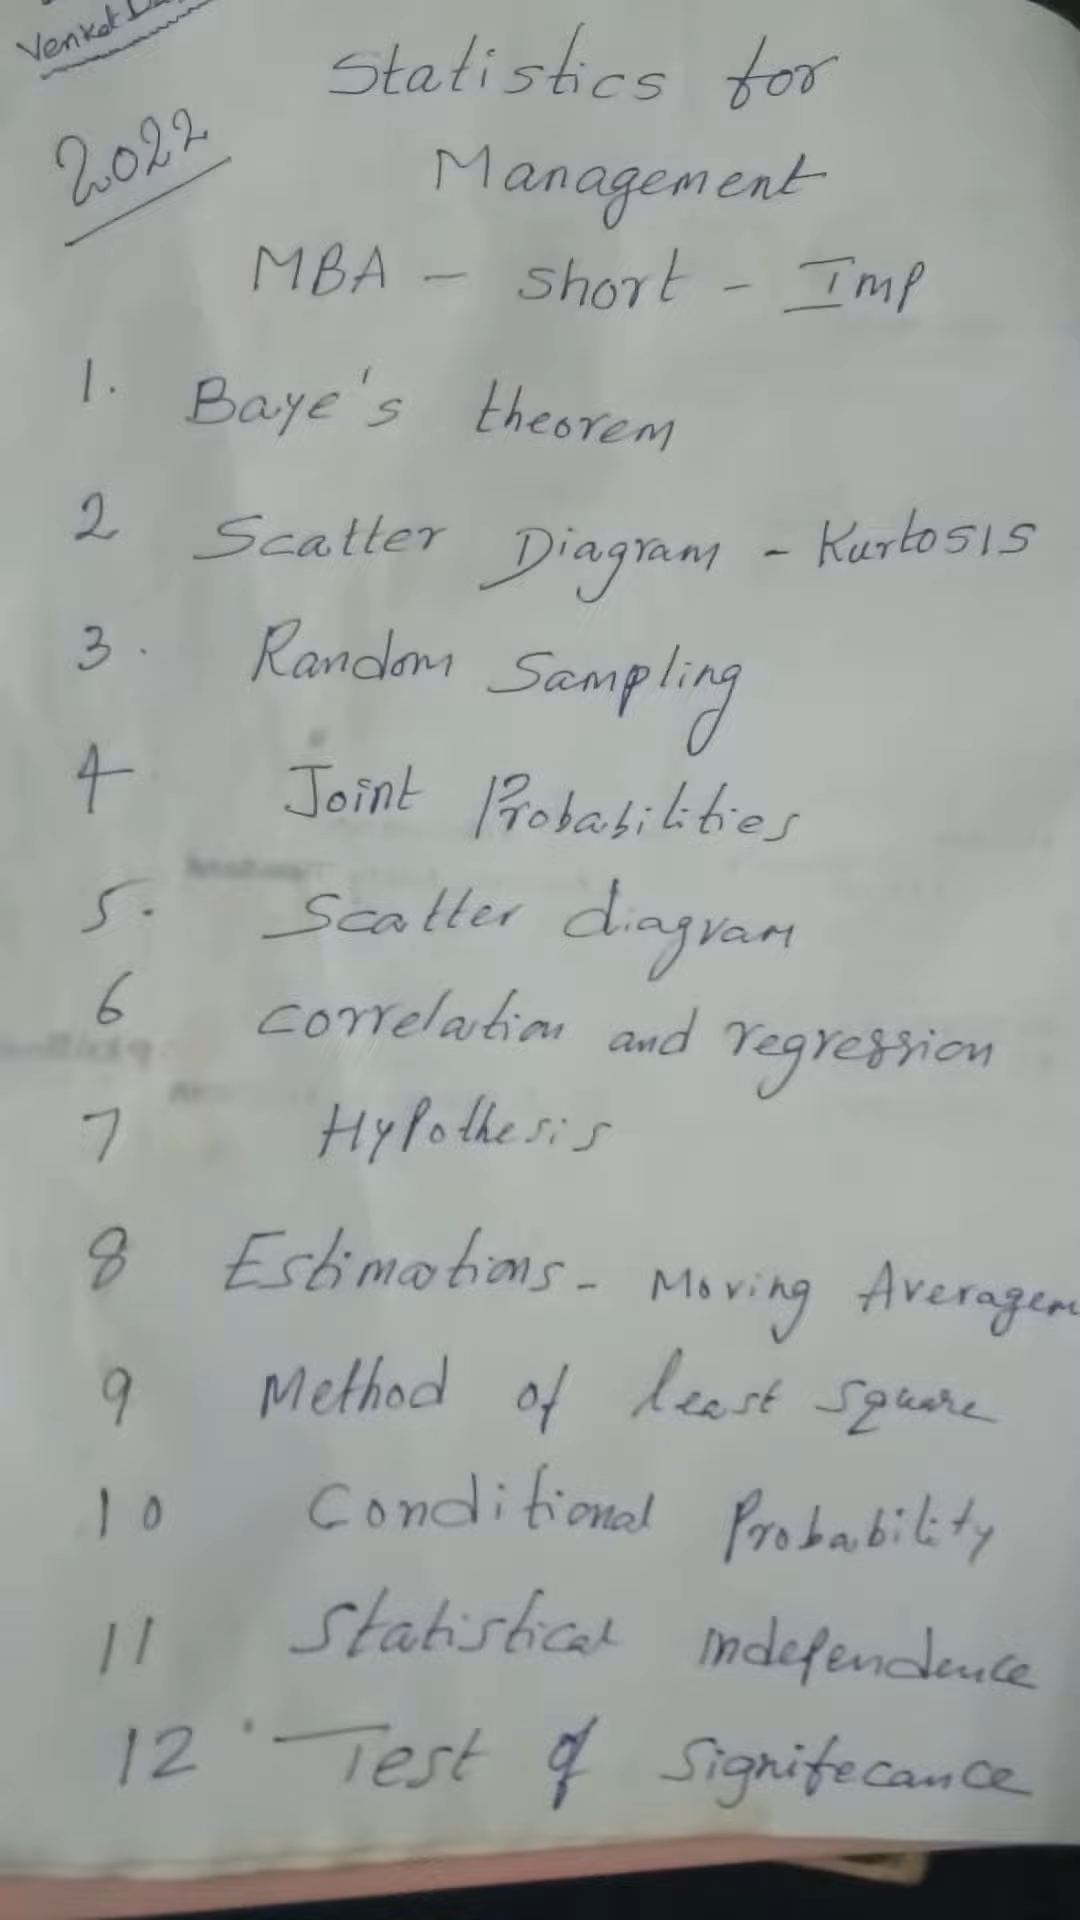 Venkat
2022
Statistics for
Management
MBA - Short - Imp
1. Baye's theorem
2 Scatter Diagram - Kurtosis
3. Random Sampling
4 Joint Probabilities
5. Scatter diagram
6 Correlation and regression
7 Hypothesis
8 Estimations - Moving Average
9 Method of least square
10 Conditional Probability
11 Statistical independence
12 Test of Signifecance